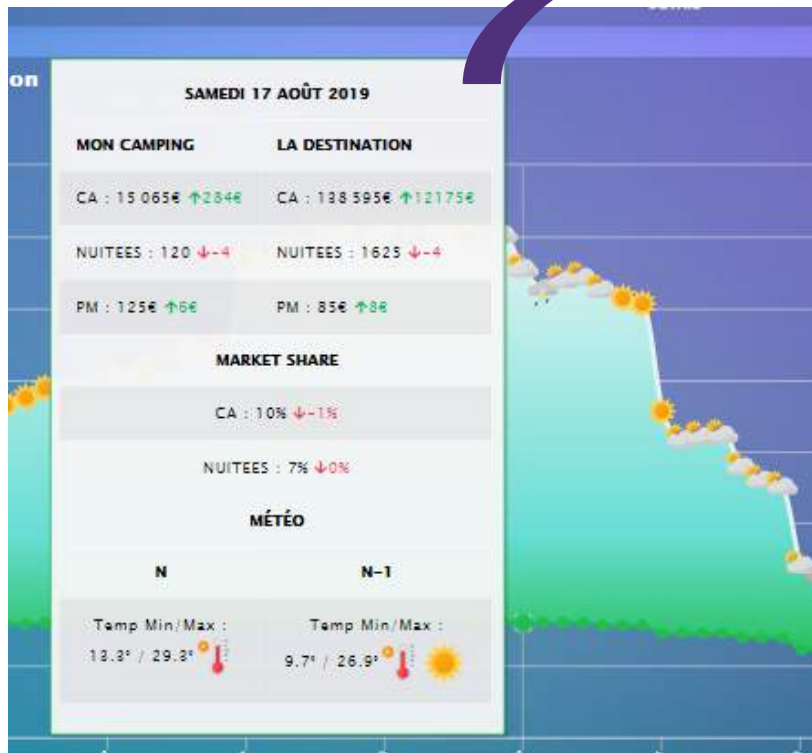 on
SAMEDI 17 AOÛT 2019
MON CAMPING LA DESTINATION
CA : 15 065€ ↑284€ CA : 138 595€ ↑12175€
NUITEES : 120 ↓-4 NUITEES : 1625 ↓-4
PM : 125€ ↑6€ PM : 85€ ↑8€
MARKET SHARE
CA : 10% ↓-1%
NUITEES : 7% ↓0%
MÉTÉO
N N-1
Temp Min/Max : Temp Min/Max :
13.3° / 29.3° 9.7° / 26.9°